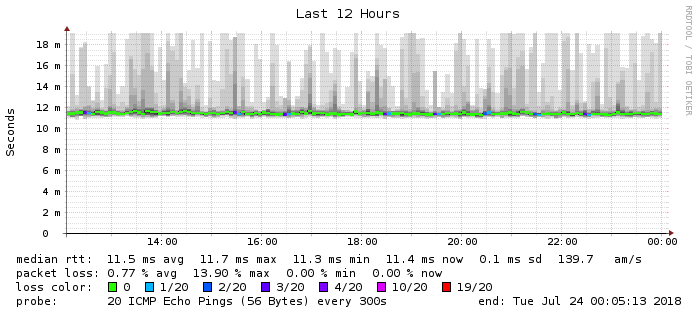 Last 12 Hours
RRDTOOL / TOBI OETIKER
Seconds
18 m
16 m
14 m
12 m
10 m
8 m
6 m
4 m
2 m
0
14:00 16:00 18:00 20:00 22:00 00:00
median rtt: 11.5 ms avg 11.7 ms max 11.3 ms min 11.4 ms now 0.1 ms sd 139.7 am/s
packet loss: 0.77 % avg 13.90 % max 0.00 % min 0.00 % now
loss color: 0 1/20 2/20 3/20 4/20 10/20 19/20
probe: 20 ICMP Echo Pings (56 Bytes) every 300s end: Tue Jul 24 00:05:13 2018